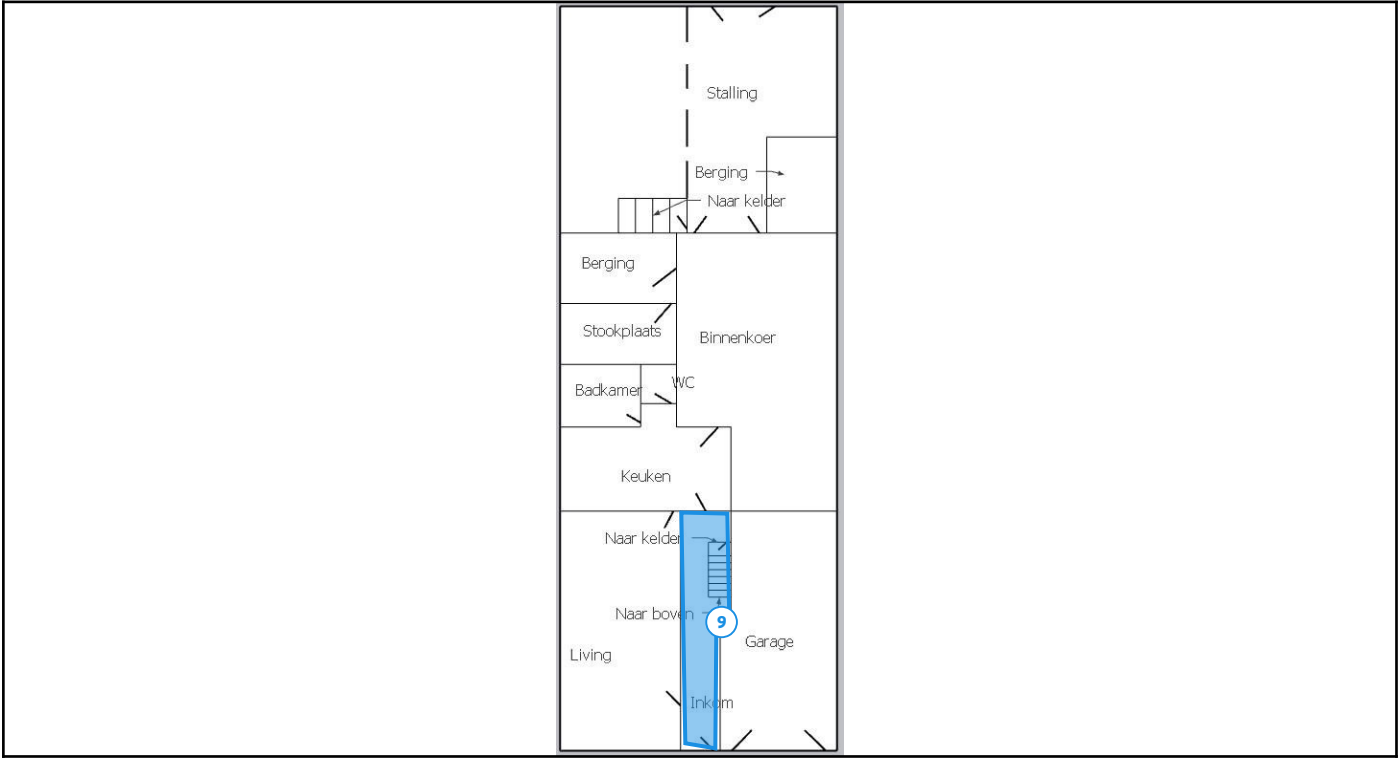 Stalling
Berging
Naar kelder
Berging
Stookplaats
Binnenkoer
WC
Badkamer
Keuken
Naar kelder
Naar boven
9
Garage
Living
Inkom